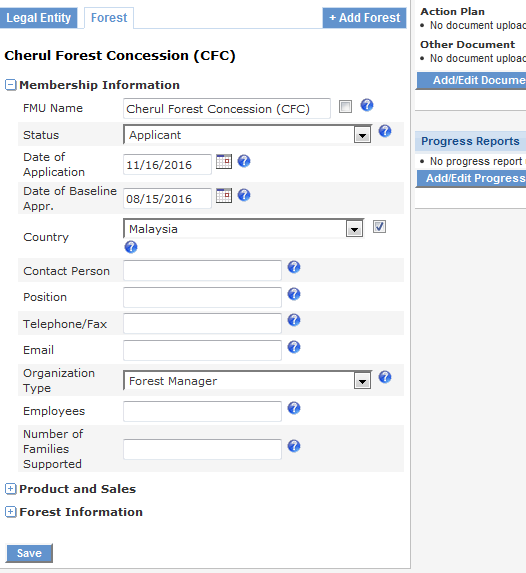 Legal Entity
Forest
+ Add Forest
Cherul Forest Concession (CFC)
Membership Information
FMU Name
Cherul Forest Concession (CFC)
Status
Applicant
Date of
Application
11/16/2016
Date of Baseline
Appr.
08/15/2016
Country
Malaysia
Contact Person
Position
Telephone/Fax
Email
Organization
Type
Forest Manager
Employees
Number of
Families
Supported
Product and Sales
Forest Information
Save
Action Plan
• No document uploa
Other Document
• No document uploa
Add/Edit Docume
Progress Reports
• No progress report
Add/Edit Progress